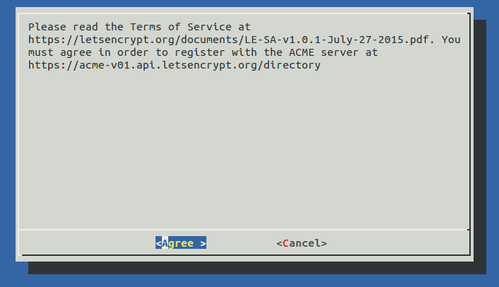 Please read the Terms of Service at
https://letsencrypt.org/documents/LE-SA-v1.0.1-July-27-2015.pdf. You
must agree in order to register with the ACME server at
https://acme-v01.api.letsencrypt.org/directory
<Agree > <Cancel>